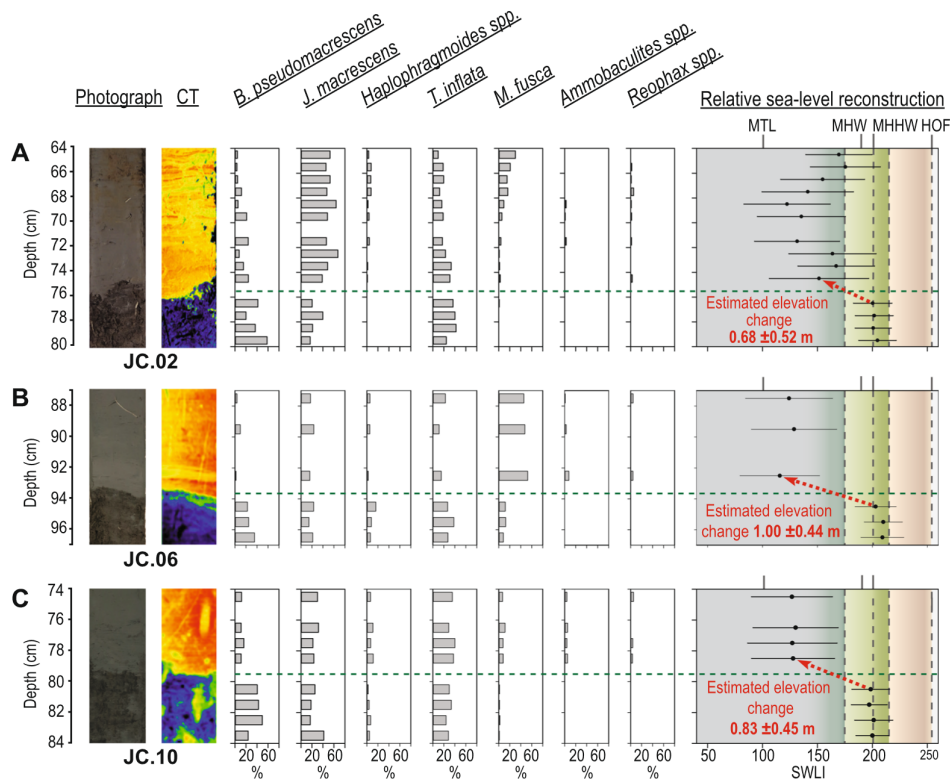 Photograph CT B. pseudomacrescens J. macrescens Haplophragmoides spp. T. inflata M. fusca Ammobaculites spp. Reophax spp. Relative sea-level reconstruction
MTL MHW MHHW HOF
A
Depth (cm)
64
66
68
70
72
74
76
78
80
JC.02
Estimated elevation
change
0.68 ±0.52 m
B
Depth (cm)
88
90
92
94
96
JC.06
Estimated elevation
change 1.00 ±0.44 m
C
Depth (cm)
74
76
78
80
82
84
JC.10
Estimated elevation
change
0.83 ±0.45 m
20 60 20 60 20 60 20 60 20 60 20 60 20 60 50 100 150 200 250
% % % % % % % SWLI